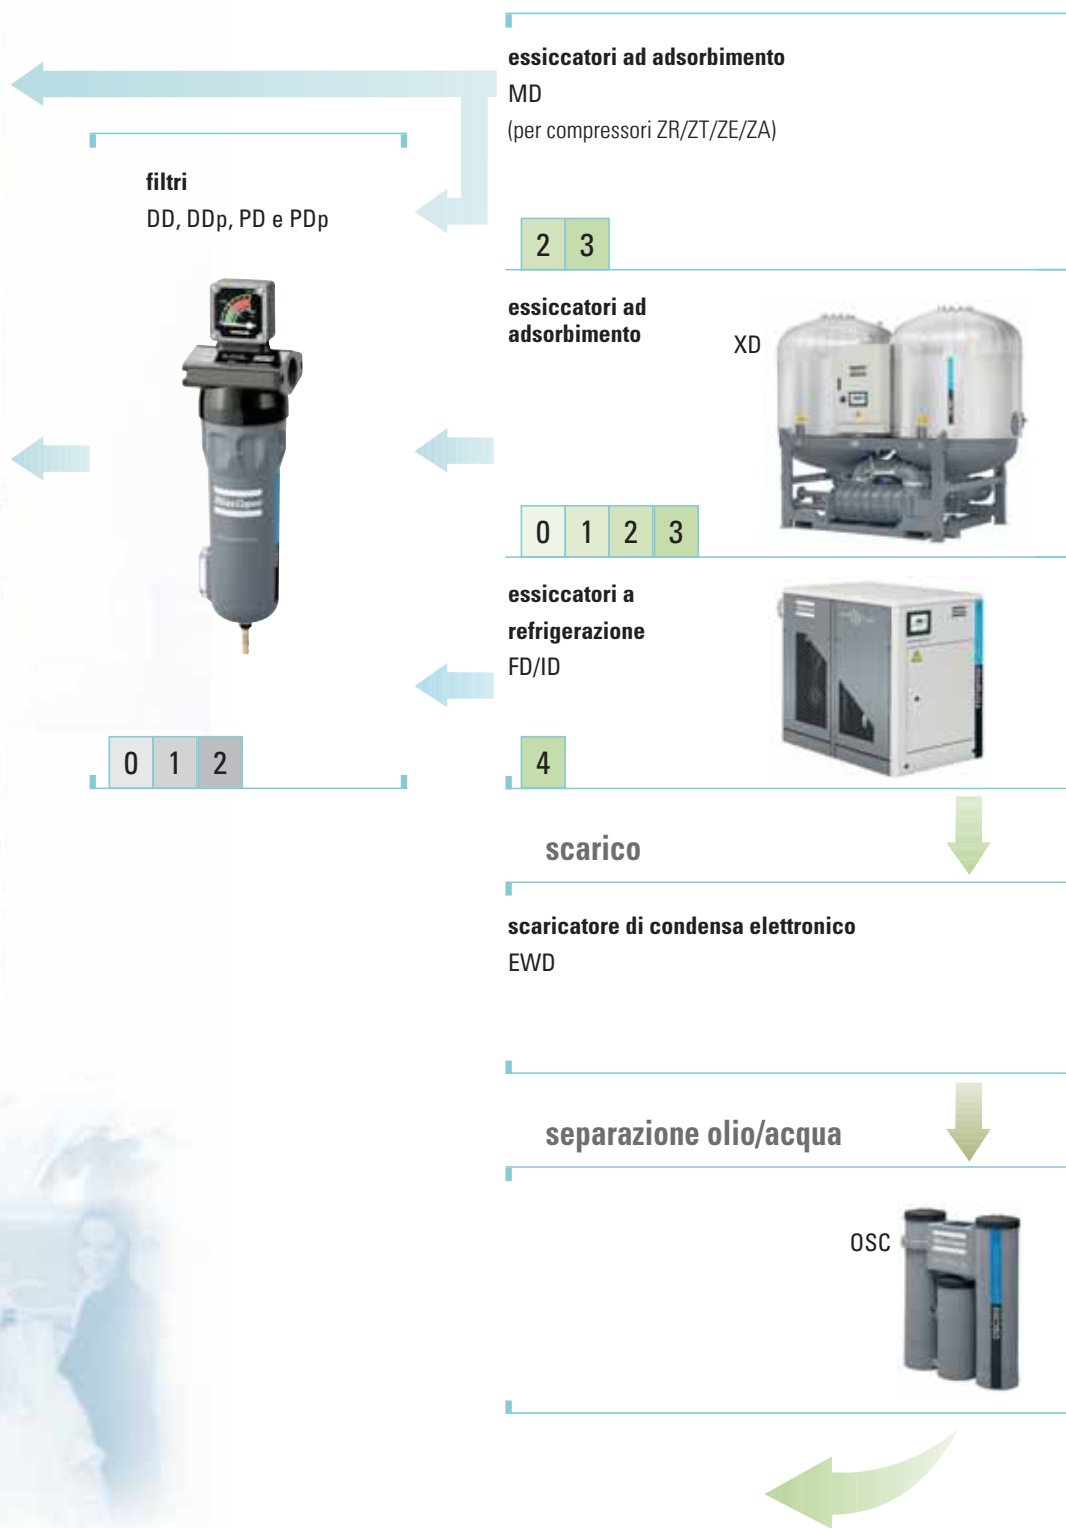 essiccatori ad adsorbimento
MD
(per compressori ZR/ZT/ZE/ZA)
2 3
filtri
DD, DDp, PD e PDp
0 1 2
essiccatori ad
adsorbimento
XD
0 1 2 3
essiccatori a
refrigerazione
FD/ID
4
scarico
scaricatore di condensa elettronico
EWD
separazione olio/acqua
OSC